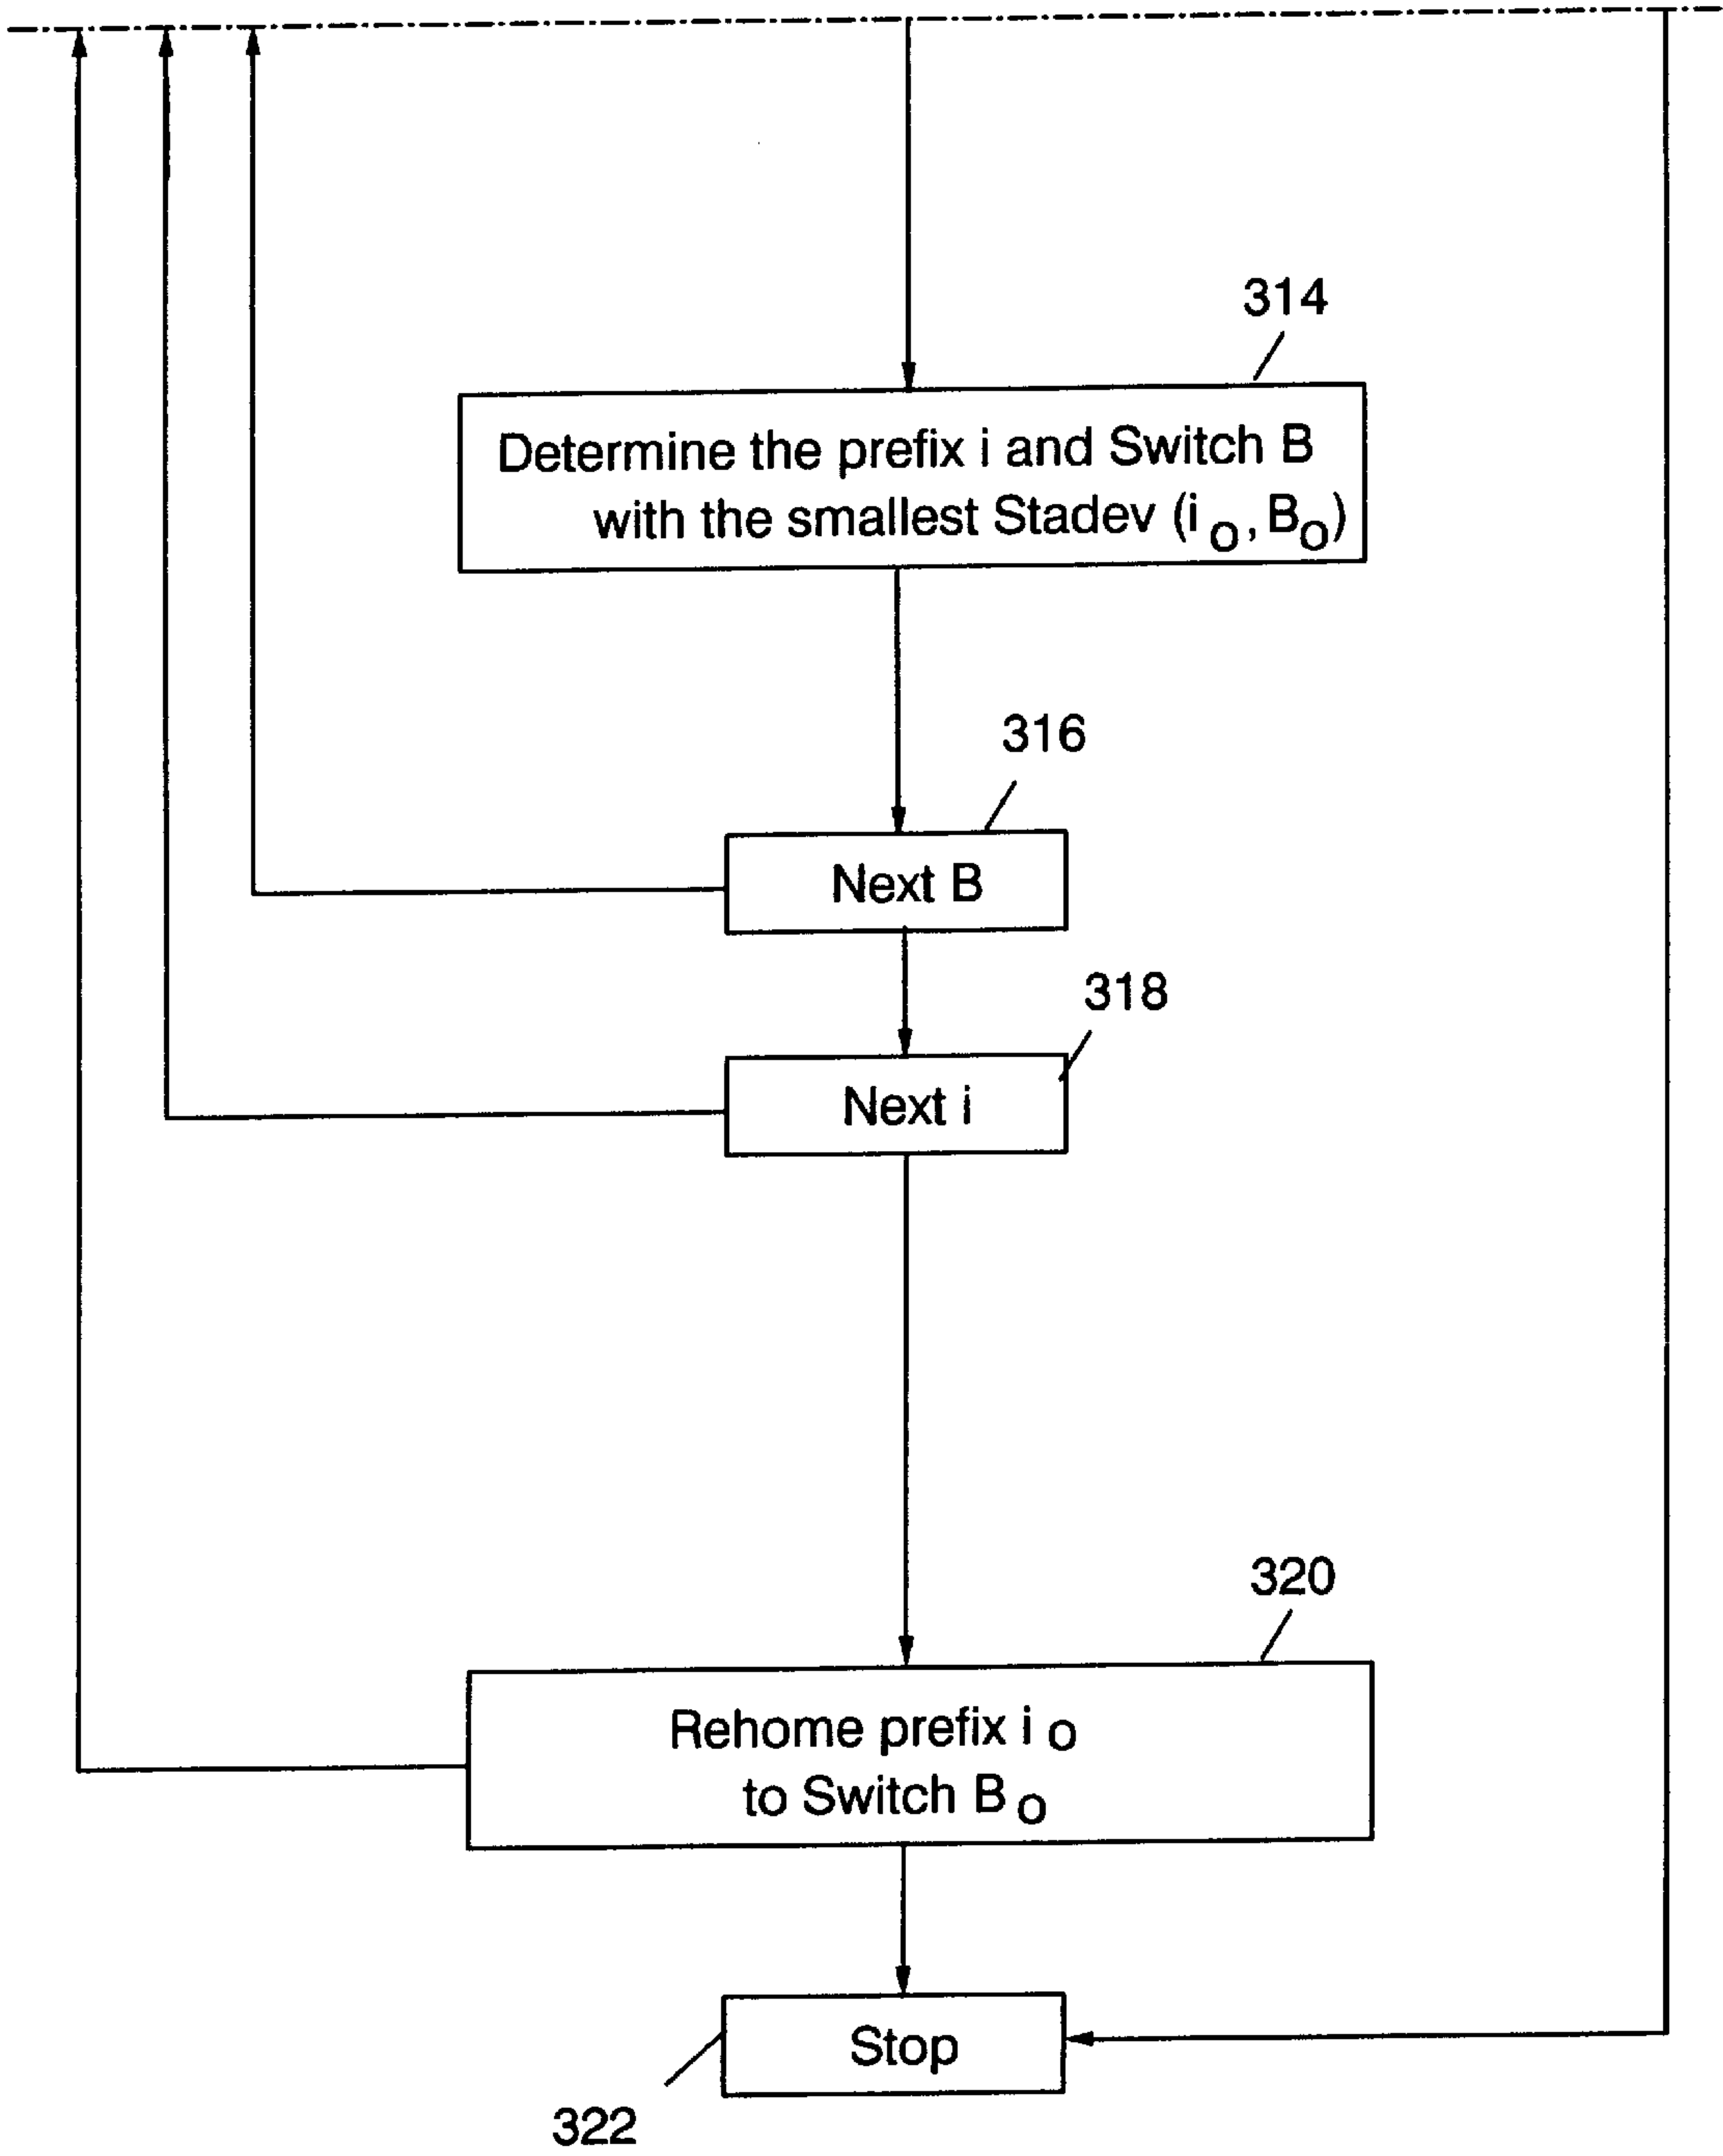 314
Determine the prefix i and Switch B
with the smallest Stadev (i o, Bo)
316
Next B
318
Next i
320
Rehome prefix i o
to Switch B o
Stop
322